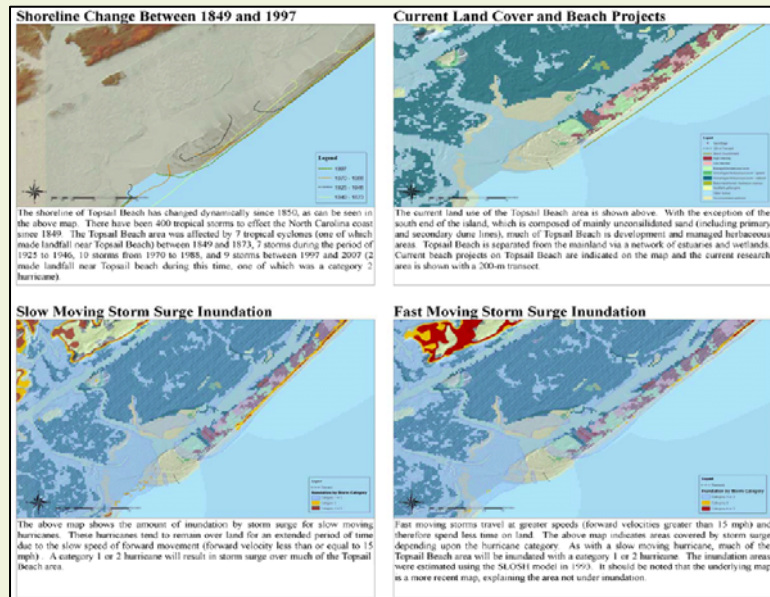 Shoreline Change Between 1849 and 1997
Legend
1997
1970 - 1988
1925 - 1946
1849 - 1873
The shoreline of Topsail Beach has changed dynamically since 1850, as can be seen in
the above map. There have been 400 tropical storms to effect the North Carolina coast
since 1849. The Topsail Beach area was affected by 7 tropical cyclones (one of which
made landfall near Topsail Beach) between 1849 and 1873, 7 storms during the period of
1925 to 1946, 10 storms from 1970 to 1988, and 9 storms between 1997 and 2007 (2
made landfall near Topsail beach during this time, one of which was a category 2
hurricane).
Current Land Cover and Beach Projects
Legend
The current land use of the Topsail Beach area is shown above. With the exception of the
south end of the island, which is composed of mainly unconsolidated sand (including primary
and secondary dune lines), much of Topsail Beach is development and managed herbaceous
areas. Topsail Beach is separated from the mainland via a network of estuaries and wetlands.
Current beach projects on Topsail Beach are indicated on the map and the current research
area is shown with a 200-m transect.
Slow Moving Storm Surge Inundation
Legend
Inundation by Storm Category
The above map shows the amount of inundation by storm surge for slow moving
hurricanes. These hurricanes tend to remain over land for an extended period of time
due to the slow speed of forward movement (forward velocity less than or equal to 15
mph). A category 1 or 2 hurricane will result in storm surge over much of the Topsail
Beach area.
Fast Moving Storm Surge Inundation
Legend
Inundation by Storm Category
Fast moving storms travel at greater speeds (forward velocities greater than 15 mph) and
therefore spend less time on land. The above map indicates areas covered by storm surge
depending upon the hurricane category. As with a slow moving hurricane, much of the
Topsail Beach area will be inundated with a category 1 or 2 hurricane. The inundation areas
were estimated using the SLOSH model in 1993. It should be noted that the underlying map
is a more recent map, explaining the area not under inundation.